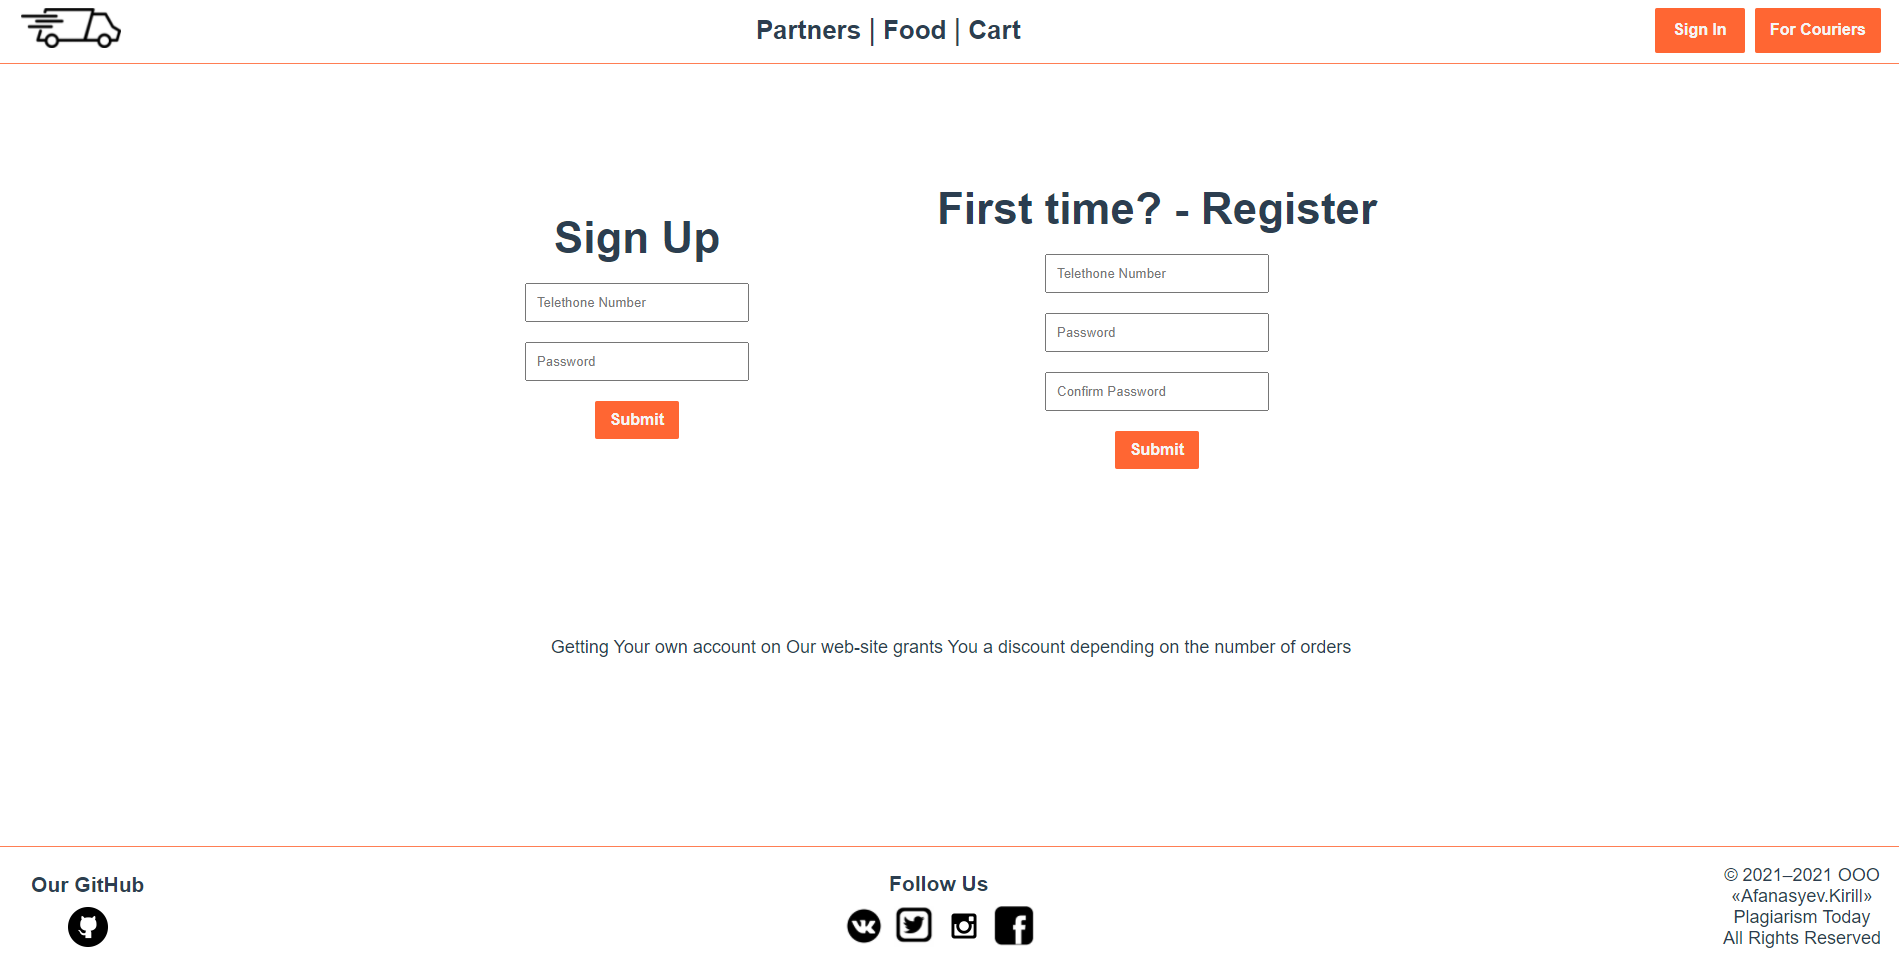 Partners | Food | Cart
Sign In
For Couriers
Sign Up
Telethone Number
Password
Submit
First time? - Register
Telethone Number
Password
Confirm Password
Submit
Getting Your own account on Our web-site grants You a discount depending on the number of orders
Our GitHub
Follow Us
© 2021–2021 OOO
«Afanasyev.Kirill»
Plagiarism Today
All Rights Reserved